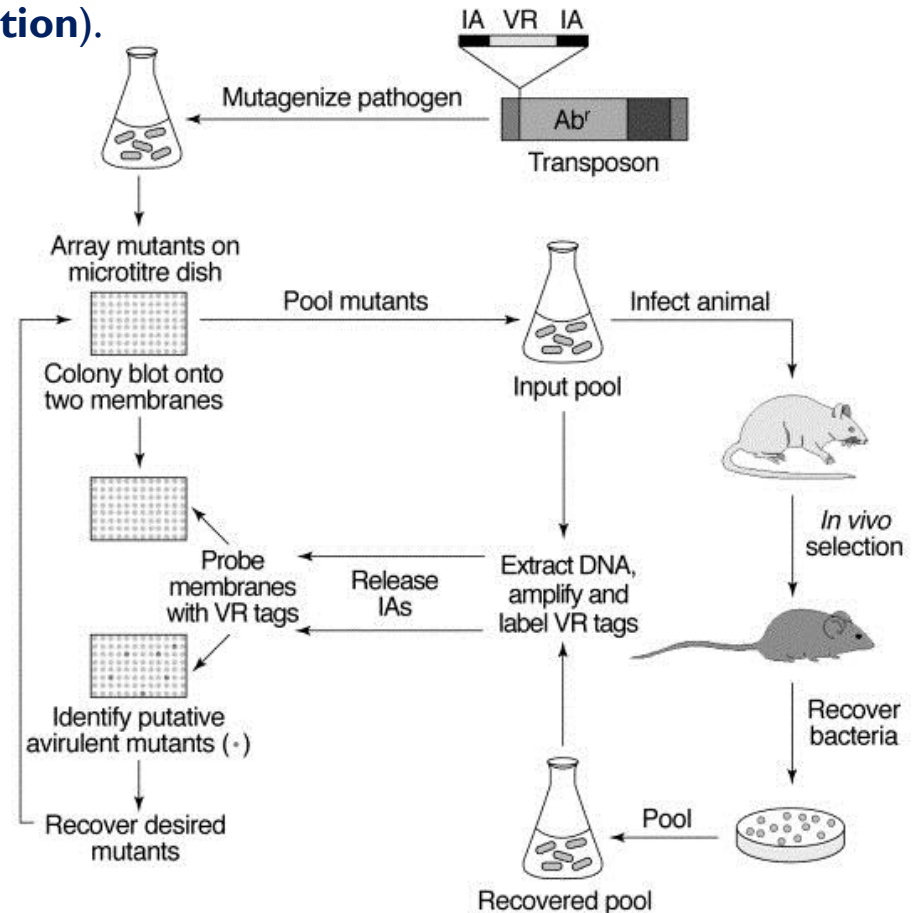 tion).
IA VR IA
Mutagenize pathogen
Abʳ
Transposon
Array mutants on
microtitre dish
Pool mutants
Infect animal
Colony blot onto
two membranes
Input pool
In vivo
selection
Probe
membranes
with VR tags
Release
IAs
Extract DNA,
amplify and
label VR tags
Identify putative
avirulent mutants (·)
Recover
bacteria
Recover desired
mutants
Pool
Recovered pool